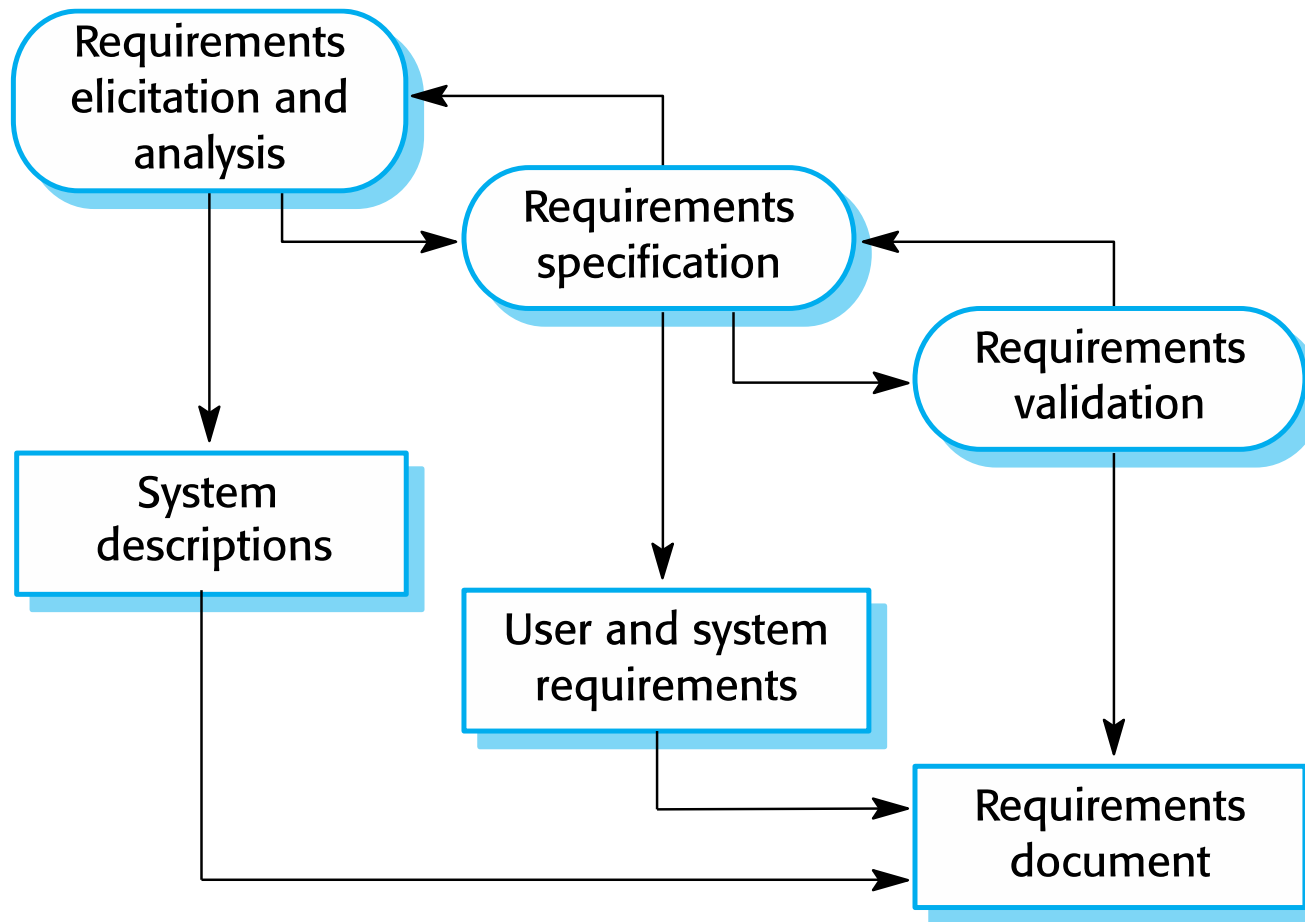 Requirements
elicitation and
analysis
Requirements
specification
Requirements
validation
System
descriptions
User and system
requirements
Requirements
document